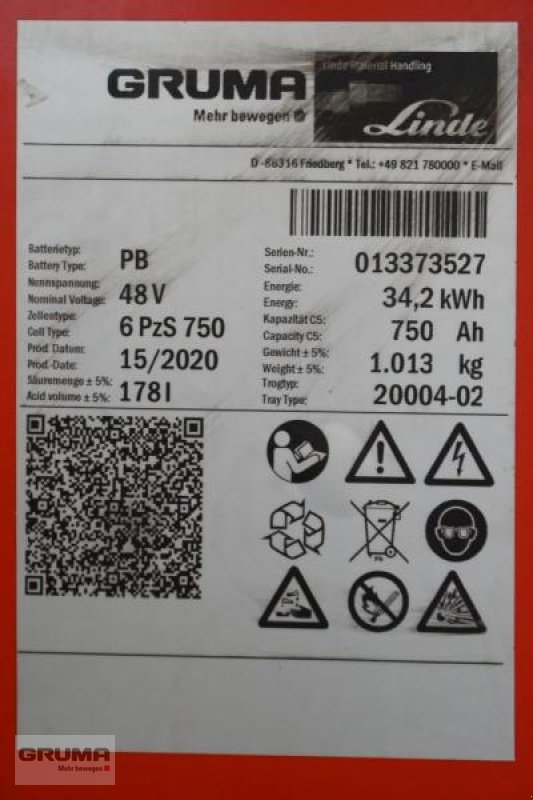 GRUMA
Mehr bewegen
Linde Material Handling
Linde
D-86316 Friedberg * Tel.: +49 821 780000 * E-Mail
Batterietyp:
Battery Type: PB
Nennspannung:
Nominal Voltage: 48 V
Zellentype:
Cell Type: 6 PzS 750
Prod. Datum:
Prod.-Date: 15/2020
Säuremenge ± 5%:
Acid volume ± 5%: 178 l
Serien-Nr.:
Serial-No.: 013373527
Energie:
Energy: 34,2 kWh
Kapazität C5:
Capacity C5: 750 Ah
Gewicht ± 5%:
Weight ± 5%: 1.013 kg
Trogtyp:
Tray Type: 20004-02
Pb
GRUMA
Mehr bewegen